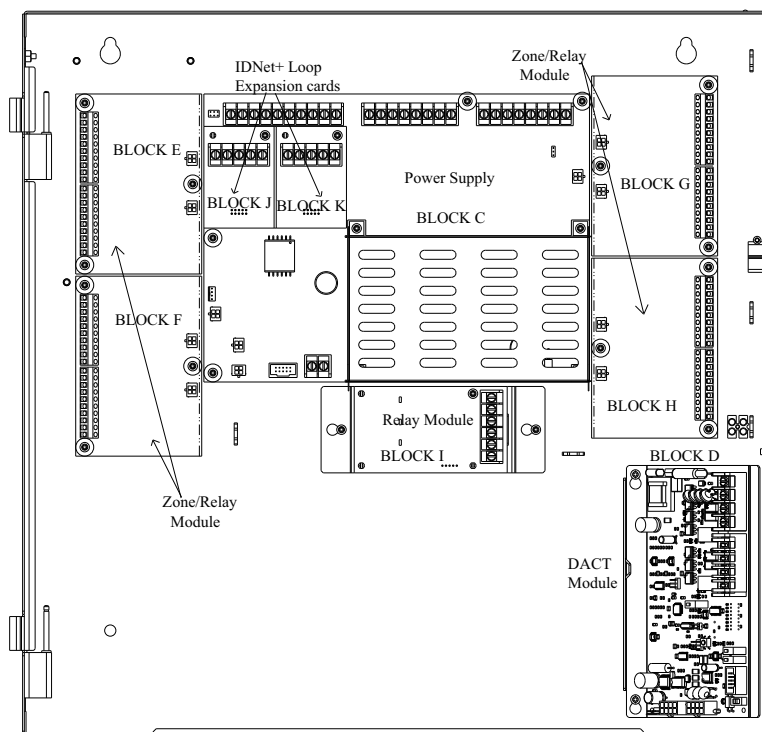 IDNet+ Loop
Expansion cards
Zone/Relay
Module
BLOCK E
BLOCK J
BLOCK K
Power Supply
BLOCK C
BLOCK G
BLOCK F
Relay Module
BLOCK I
BLOCK H
BLOCK D
Zone/Relay
Module
DACT
Module